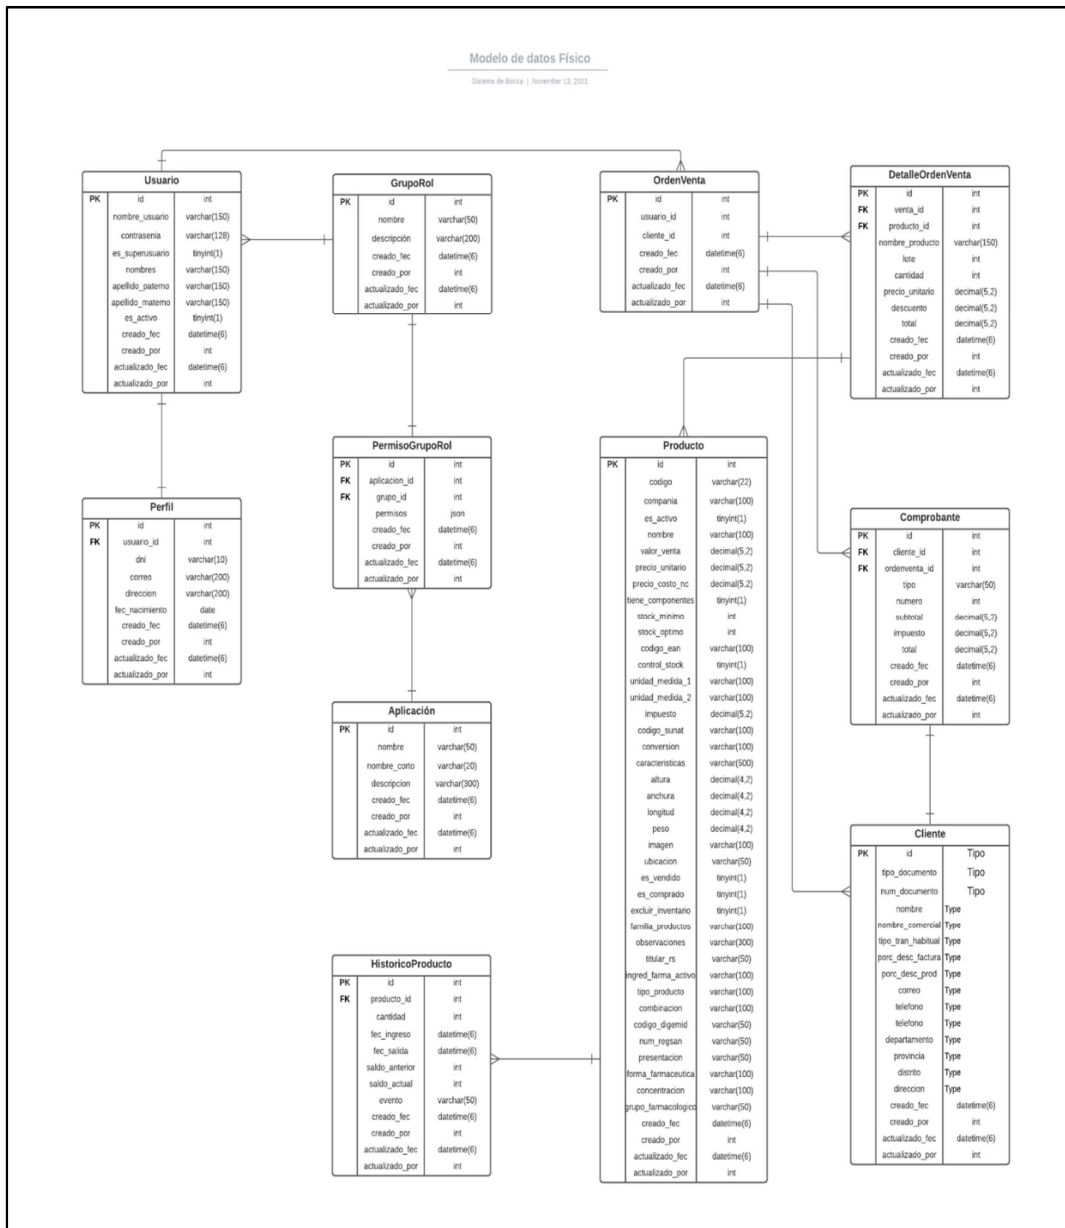 Modelo de datos Físico
Sistema de Botica | November 13, 2021
Usuario
PK id int
nombre_usuario varchar(150)
contrasenia varchar(128)
es_superusuario tinyint(1)
nombres varchar(150)
apellido_paterno varchar(150)
apellido_materno varchar(150)
es_activo tinyint(1)
creado_fec datetime(6)
creado_por int
actualizado_fec datetime(6)
actualizado_por int
GrupoRol
PK id int
nombre varchar(50)
descripción varchar(200)
creado_fec datetime(6)
creado_por int
actualizado_fec datetime(6)
actualizado_por int
OrdenVenta
PK id int
usuario_id int
cliente_id int
creado_fec datetime(6)
creado_por int
actualizado_fec datetime(6)
actualizado_por int
DetalleOrdenVenta
PK id int
FK venta_id int
FK producto_id int
nombre_producto varchar(150)
lote int
cantidad int
precio_unitario decimal(5,2)
descuento decimal(5,2)
total decimal(5,2)
creado_fec datetime(6)
creado_por int
actualizado_fec datetime(6)
actualizado_por int
Perfil
PK id int
FK usuario_id int
dni varchar(10)
correo varchar(200)
direccion varchar(200)
fec_nacimiento date
creado_fec datetime(6)
creado_por int
actualizado_fec datetime(6)
actualizado_por int
PermisoGrupoRol
PK id int
FK aplicacion_id int
FK grupo_id int
permisos json
creado_fec datetime(6)
creado_por int
actualizado_fec datetime(6)
actualizado_por int
Producto
PK id int
codigo varchar(22)
compania varchar(100)
es_activo tinyint(1)
nombre varchar(100)
valor_venta decimal(5,2)
precio_unitario decimal(5,2)
precio_costo_nc decimal(5,2)
tiene_componentes tinyint(1)
stock_minimo int
stock_optimo int
codigo_ean varchar(100)
control_stock tinyint(1)
unidad_medida_1 varchar(100)
unidad_medida_2 varchar(100)
impuesto decimal(5,2)
codigo_sunat varchar(100)
conversion varchar(100)
caracteristicas varchar(500)
altura decimal(4,2)
anchura decimal(4,2)
longitud decimal(4,2)
peso decimal(4,2)
imagen varchar(100)
ubicacion varchar(50)
es_vendido tinyint(1)
es_comprado tinyint(1)
excluir_inventario tinyint(1)
familia_productos varchar(100)
observaciones varchar(300)
titular_rs varchar(50)
ingred_farma_activo varchar(100)
tipo_producto varchar(100)
combinacion varchar(100)
codigo_digemid varchar(50)
num_regsan varchar(50)
presentacion varchar(50)
forma_farmaceutica varchar(100)
concentracion varchar(100)
grupo_farmacologico varchar(50)
creado_fec datetime(6)
creado_por int
actualizado_fec datetime(6)
actualizado_por int
Comprobante
PK id int
FK cliente_id int
FK ordenventa_id int
tipo varchar(50)
numero int
subtotal decimal(5,2)
impuesto decimal(5,2)
total decimal(5,2)
creado_fec datetime(6)
creado_por int
actualizado_fec datetime(6)
actualizado_por int
Aplicación
PK id int
nombre varchar(50)
nombre_corto varchar(20)
descripcion varchar(300)
creado_fec datetime(6)
creado_por int
actualizado_fec datetime(6)
actualizado_por int
Cliente
PK id Tipo
tipo_documento Tipo
num_documento Tipo
nombre Type
nombre_comercial Type
tipo_tran_habitual Type
porc_desc_factura Type
porc_desc_prod Type
correo Type
telefono Type
telefono Type
departamento Type
provincia Type
distrito Type
direccion Type
creado_fec datetime(6)
creado_por int
actualizado_fec datetime(6)
actualizado_por int
HistoricoProducto
PK id int
FK producto_id int
cantidad int
fec_ingreso datetime(6)
fec_salida datetime(6)
saldo_anterior int
saldo_actual int
evento varchar(50)
creado_fec datetime(6)
creado_por int
actualizado_fec datetime(6)
actualizado_por int